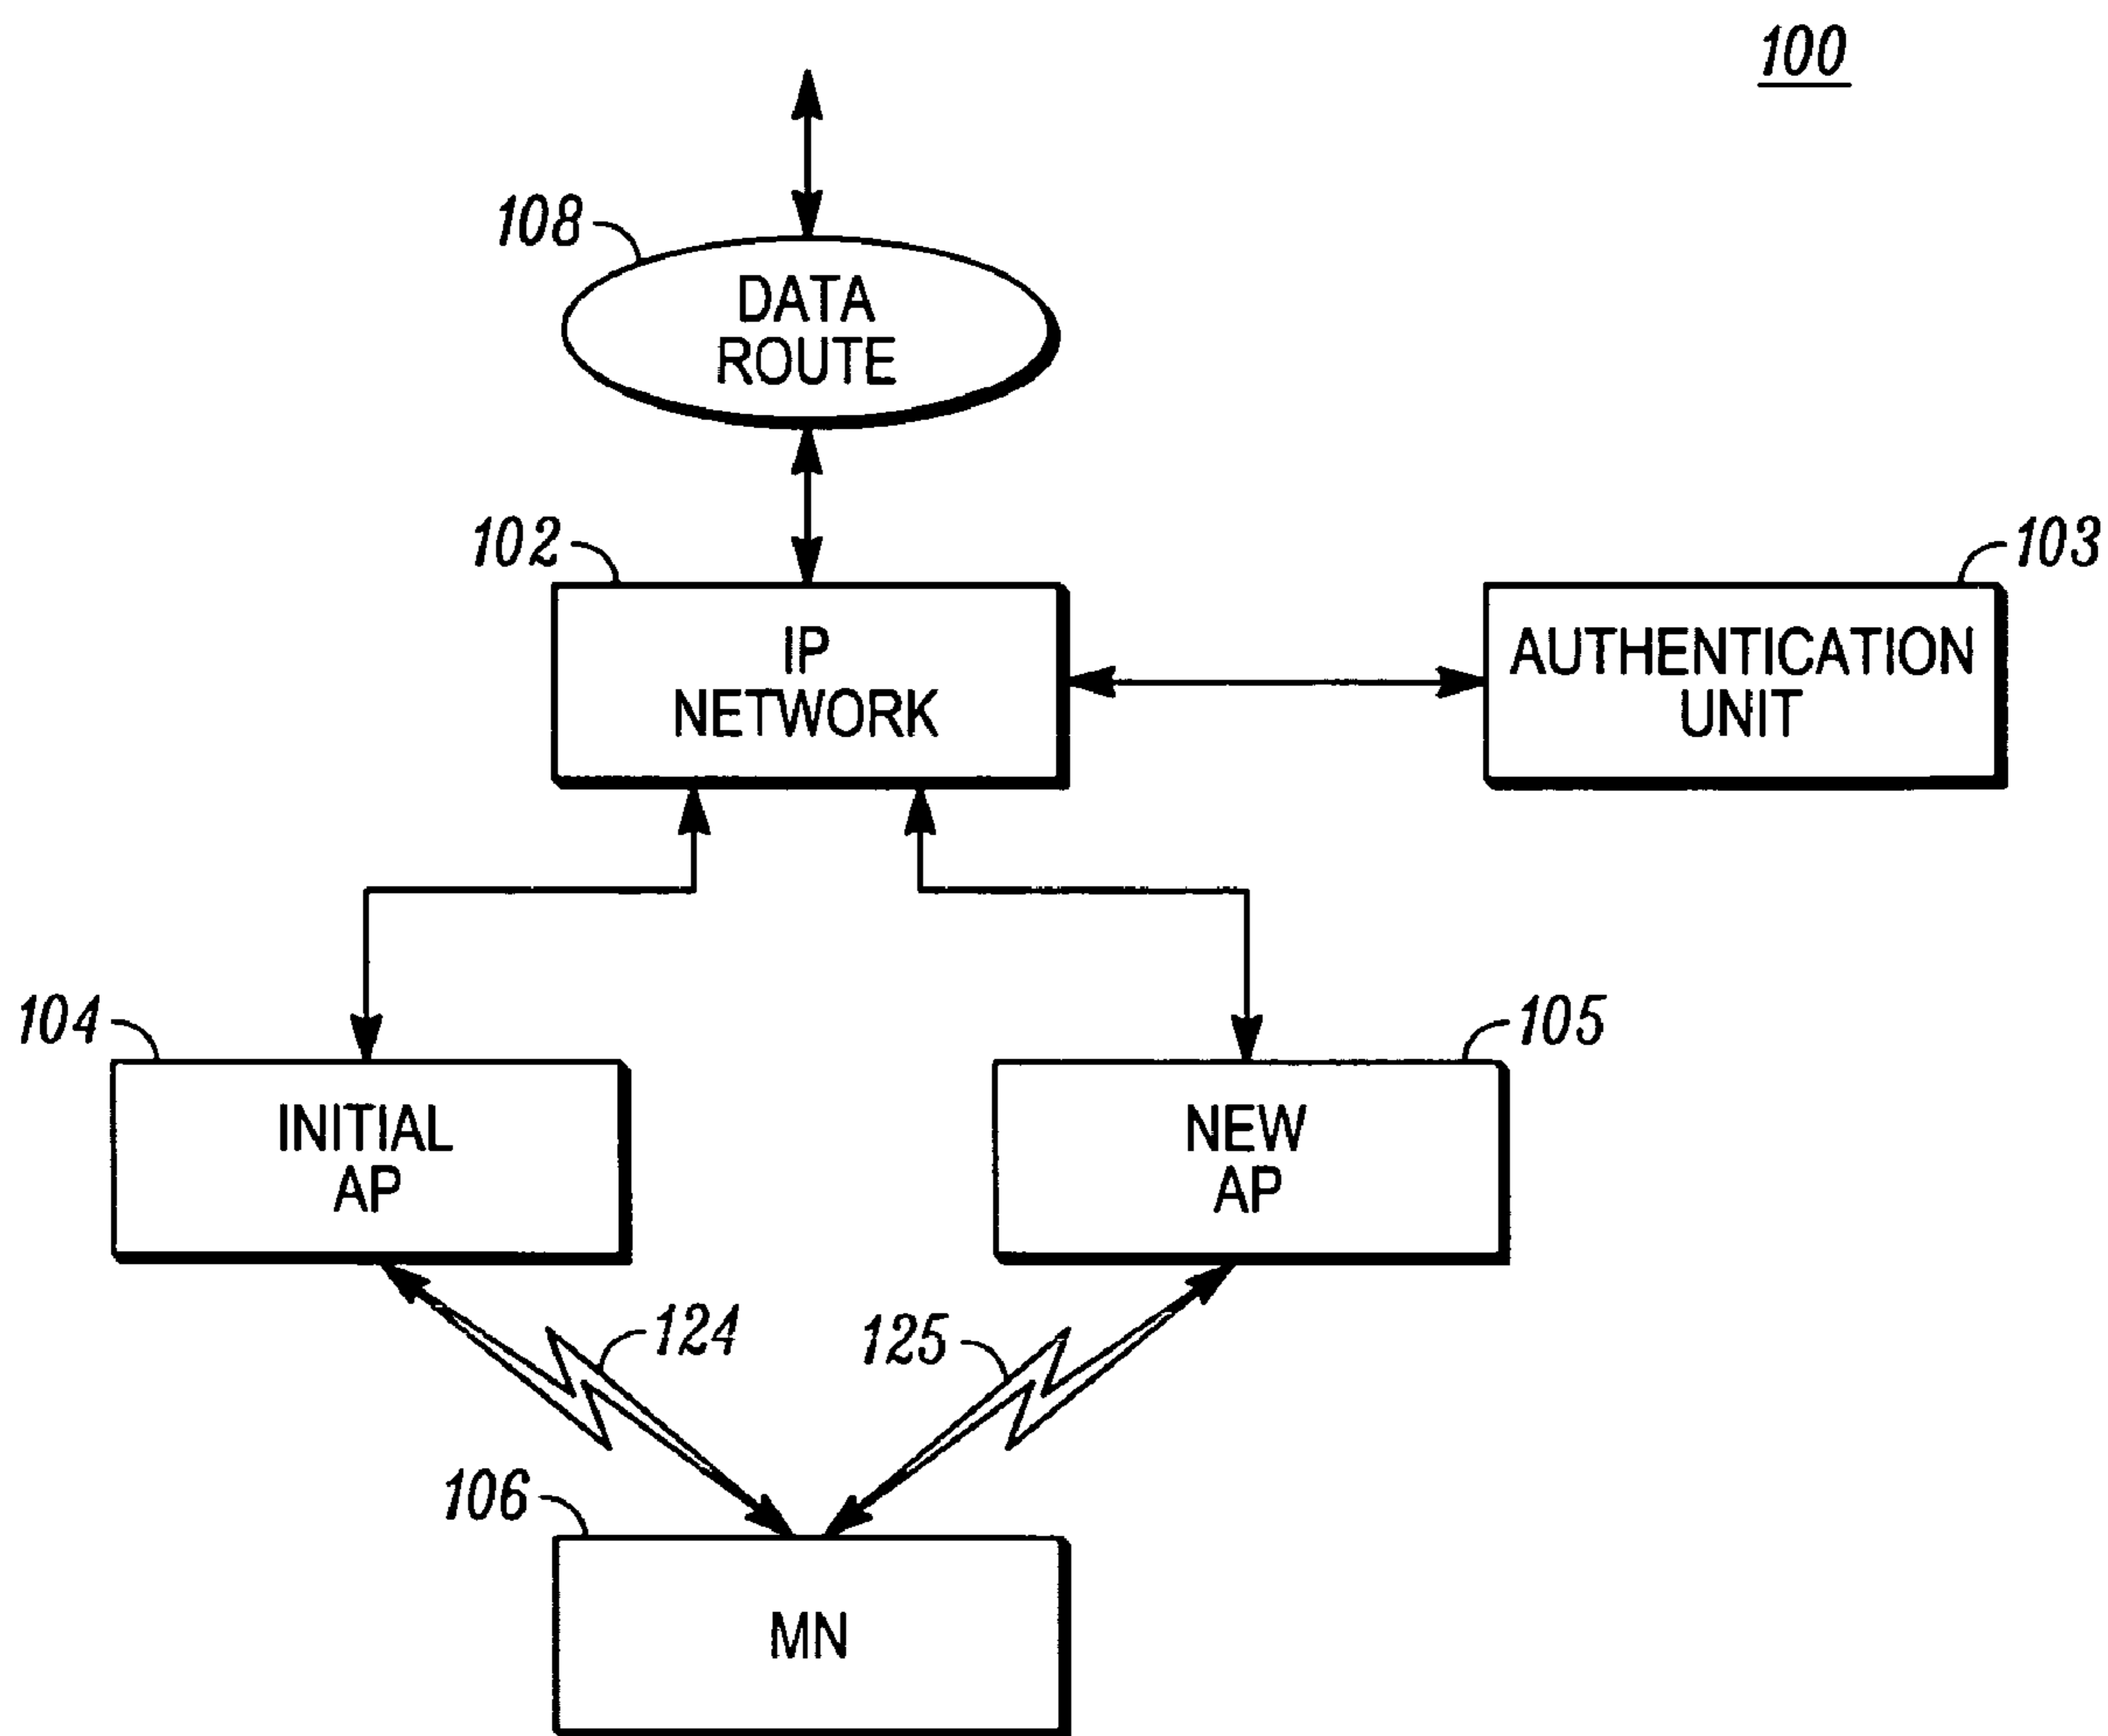 100
108
DATA
ROUTE
102
IP
NETWORK
103
AUTHENTICATION
UNIT
104
INITIAL
AP
105
NEW
AP
124
125
106
MN